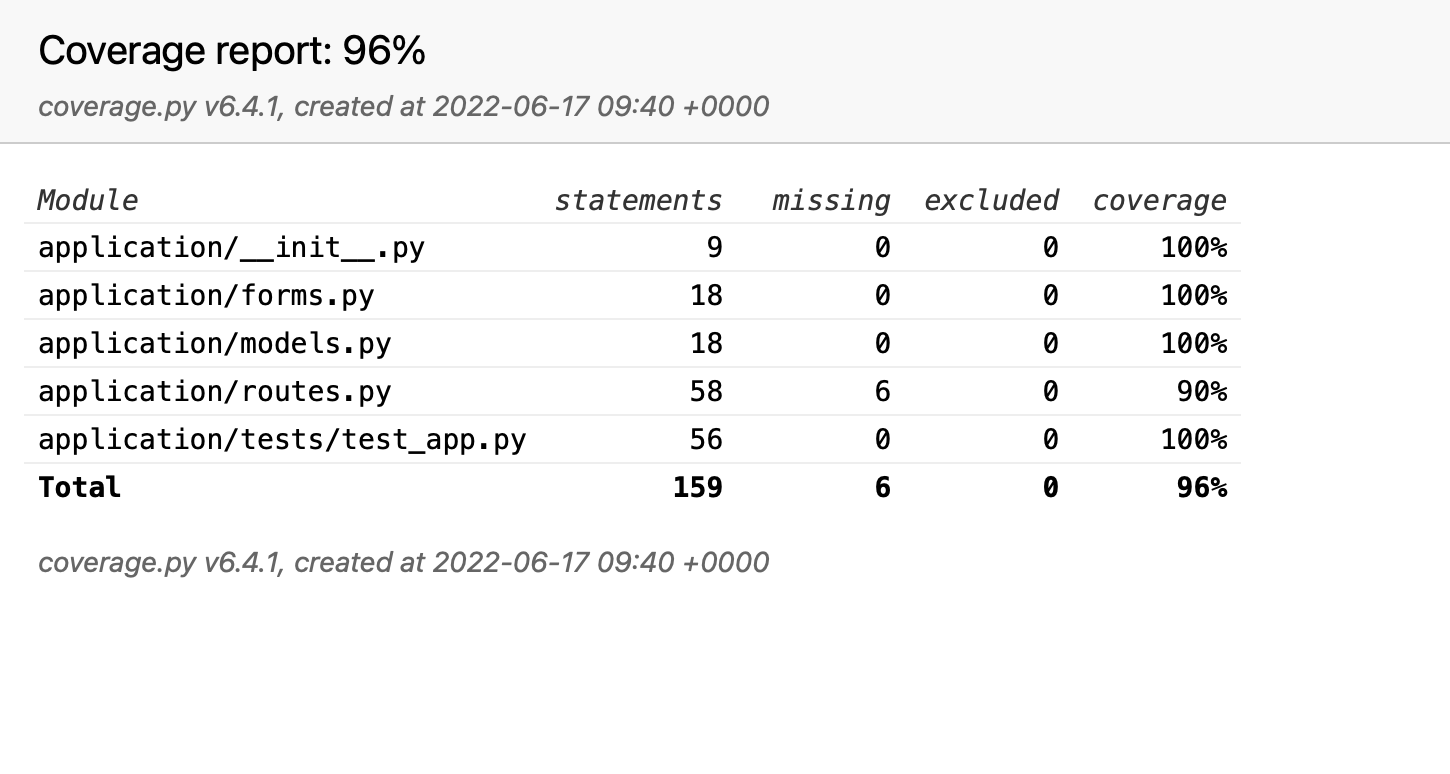 Coverage report: 96%
coverage.py v6.4.1, created at 2022-06-17 09:40 +0000
Module statements missing excluded coverage
application/__init__.py 9 0 0 100%
application/forms.py 18 0 0 100%
application/models.py 18 0 0 100%
application/routes.py 58 6 0 90%
application/tests/test_app.py 56 0 0 100%
Total 159 6 0 96%
coverage.py v6.4.1, created at 2022-06-17 09:40 +0000